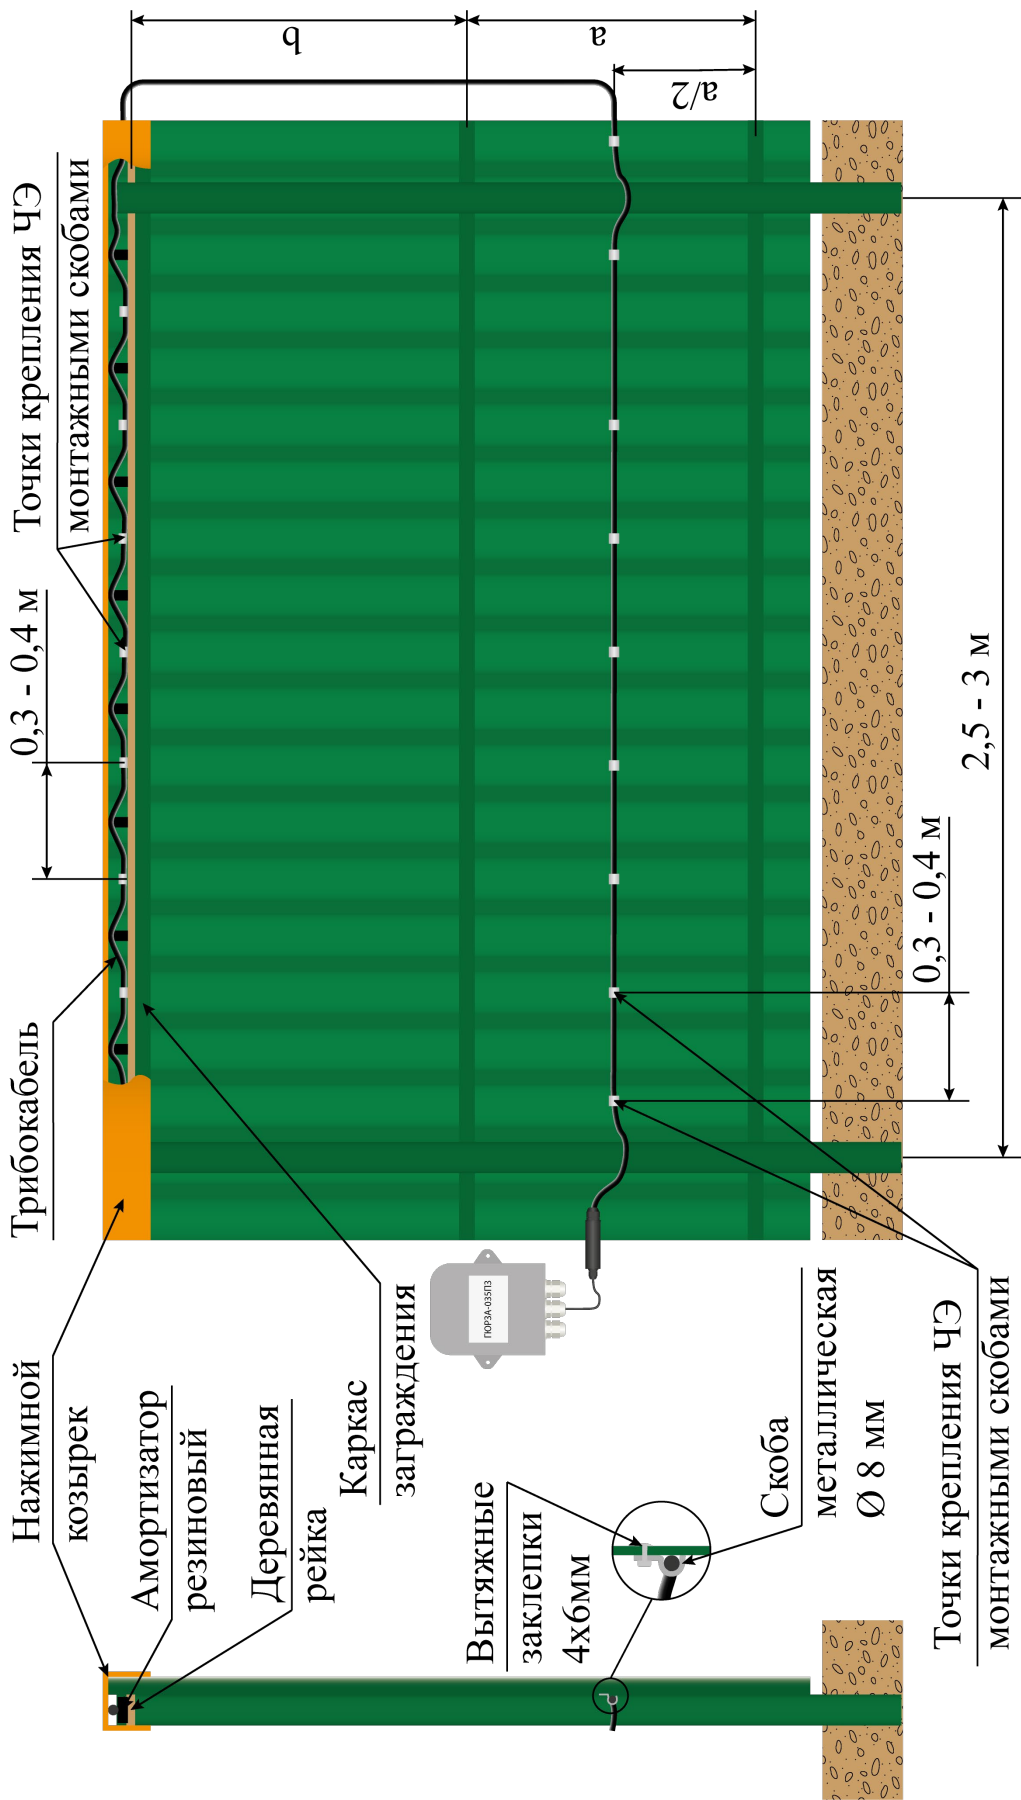 Нажимной
козырек
Амортизатор
резиновый
Деревянная
рейка
Трибокабель
0,3 - 0,4 м
Точки крепления ЧЭ
монтажными скобами
Каркас
заграждения
ГЮРЗА-035ПЗ
Вытяжные
заклепки
4х6мм
Скоба
металлическая
Ø 8 мм
Точки крепления ЧЭ
монтажными скобами
0,3 - 0,4 м
2,5 - 3 м
b
a
a/2